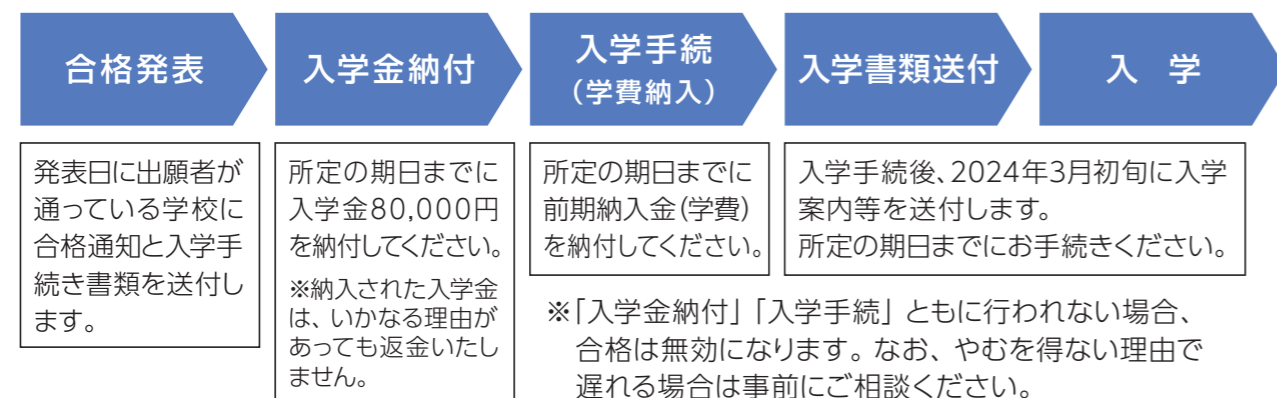 合格発表
入学金納付
入学手続
（学費納入）
入学書類送付
入　学
発表日に出願者が
通っている学校に
合格通知と入学手
続き書類を送付し
ます。
所定の期日までに
入学金80,000円
を納付してください。
※納入された入学金
は、いかなる理由が
あっても返金いたし
ません。
所定の期日までに
前期納入金(学費)
を納付してください。
入学手続後、2024年3月初旬に入学
案内等を送付します。
所定の期日までにお手続きください。
※「入学金納付」「入学手続」ともに行われない場合、
合格は無効になります。なお、やむを得ない理由で
遅れる場合は事前にご相談ください。